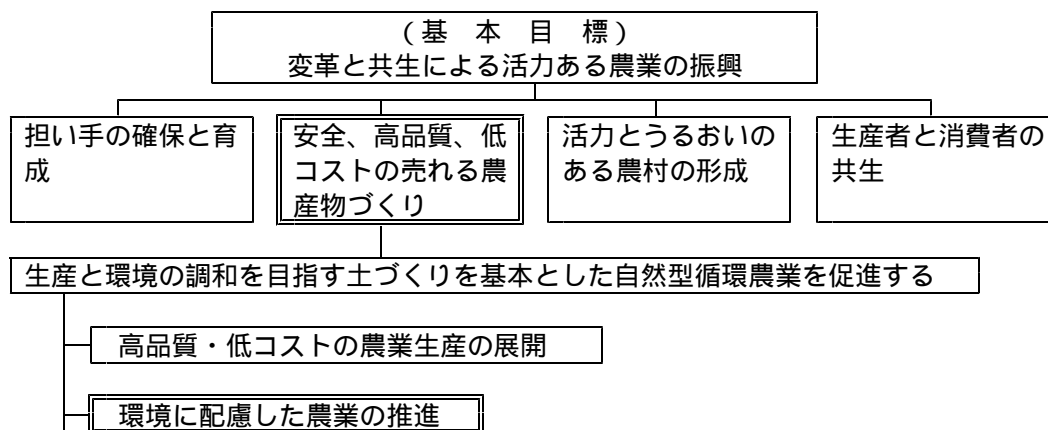 (基 本 目 標)
変革と共生による活力ある農業の振興
担い手の確保と育
成
安全、高品質、低
コストの売れる農
産物づくり
活力とうるおいの
ある農村の形成
生産者と消費者の
共生
生産と環境の調和を目指す土づくりを基本とした自然型循環農業を促進する
高品質・低コストの農業生産の展開
環境に配慮した農業の推進